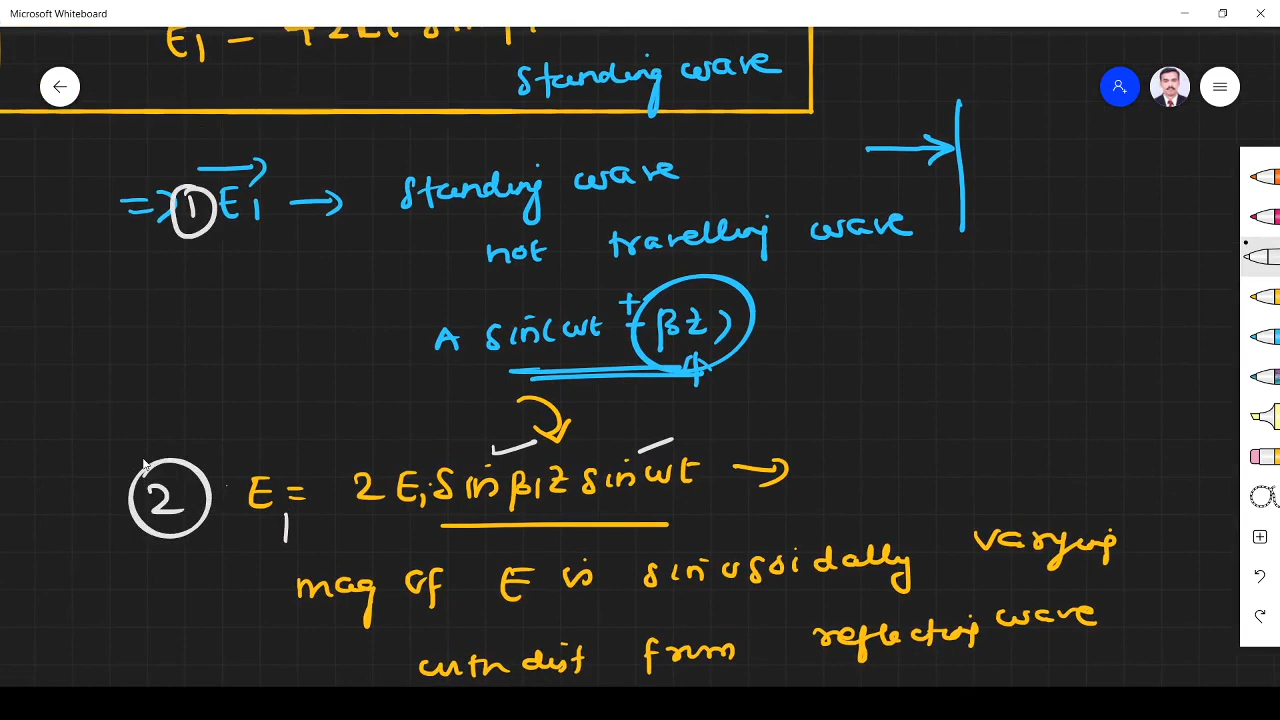 Microsoft Whiteboard
standing wave
=> 1 E1 → standing wave
not travelling wave
A sin(ωt ± βz)
2 E1 = 2 Ei sin β1z sin ωt →
mag of E is sinusoidally varying
with dist from reflecting wave